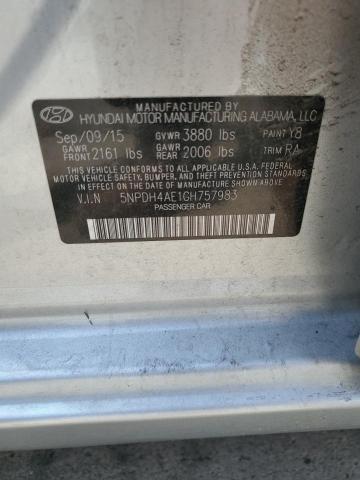 MANUFACTURED BY
HYUNDAI MOTOR MANUFACTURING ALABAMA, LLC
Sep/09/15 GVWR 3880 lbs PAINT Y8
GAWR FRONT 2161 lbs GAWR REAR 2006 lbs TRIM RA
THIS VEHICLE CONFORMS TO ALL APPLICABLE U.S.A. FEDERAL
MOTOR VEHICLE SAFETY, BUMPER, AND THEFT PREVENTION
STANDARDS IN EFFECT ON THE DATE OF MANUFACTURE SHOWN ABOVE.
V.I.N 5NPDH4AE1GH757983
PASSENGER CAR